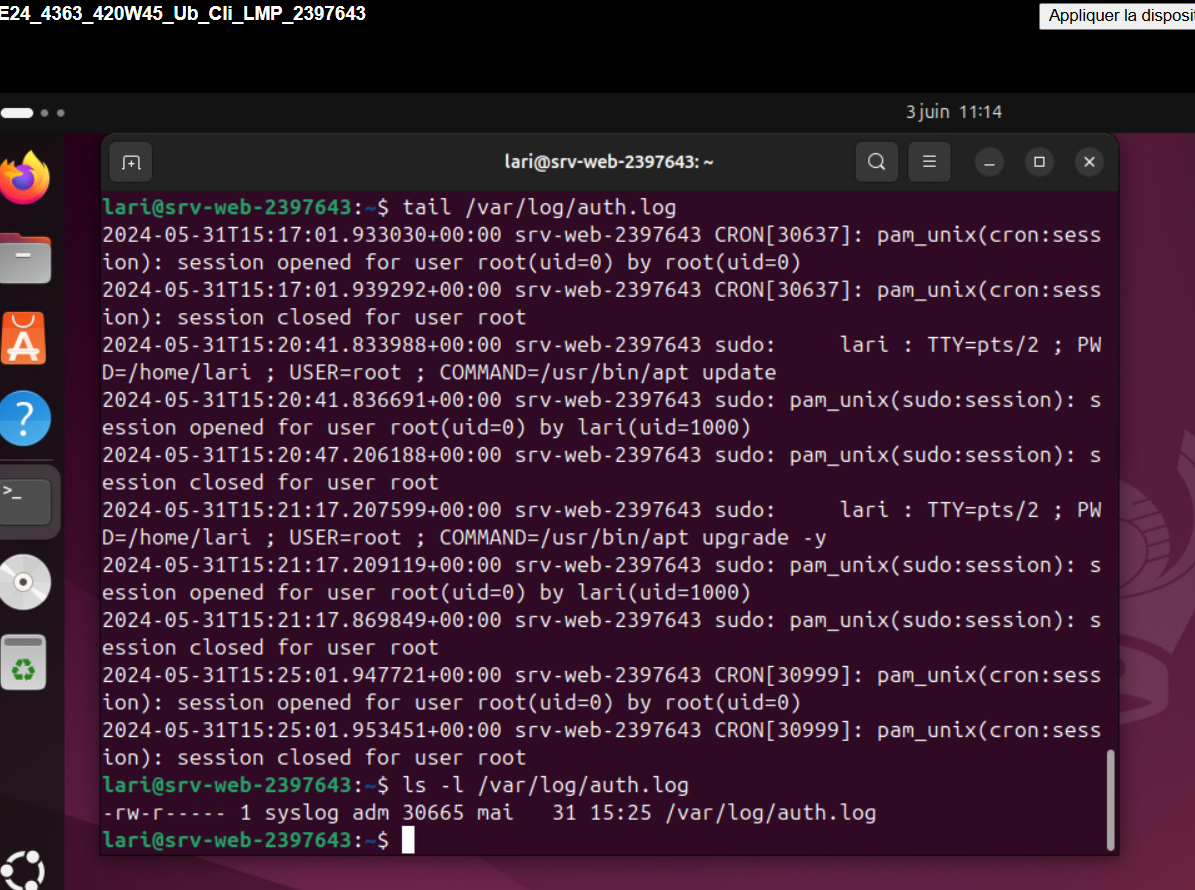 E24_4363_420W45_Ub_Cli_LMP_2397643
Appliquer la disposit
3 juin 11:14
lari@srv-web-2397643: ~
lari@srv-web-2397643:~$ tail /var/log/auth.log
2024-05-31T15:17:01.933030+00:00 srv-web-2397643 CRON[30637]: pam_unix(cron:sess
ion): session opened for user root(uid=0) by root(uid=0)
2024-05-31T15:17:01.939292+00:00 srv-web-2397643 CRON[30637]: pam_unix(cron:sess
ion): session closed for user root
2024-05-31T15:20:41.833988+00:00 srv-web-2397643 sudo:     lari : TTY=pts/2 ; PW
D=/home/lari ; USER=root ; COMMAND=/usr/bin/apt update
2024-05-31T15:20:41.836691+00:00 srv-web-2397643 sudo: pam_unix(sudo:session): s
ession opened for user root(uid=0) by lari(uid=1000)
2024-05-31T15:20:47.206188+00:00 srv-web-2397643 sudo: pam_unix(sudo:session): s
ession closed for user root
2024-05-31T15:21:17.207599+00:00 srv-web-2397643 sudo:     lari : TTY=pts/2 ; PW
D=/home/lari ; USER=root ; COMMAND=/usr/bin/apt upgrade -y
2024-05-31T15:21:17.209119+00:00 srv-web-2397643 sudo: pam_unix(sudo:session): s
ession opened for user root(uid=0) by lari(uid=1000)
2024-05-31T15:21:17.869849+00:00 srv-web-2397643 sudo: pam_unix(sudo:session): s
ession closed for user root
2024-05-31T15:25:01.947721+00:00 srv-web-2397643 CRON[30999]: pam_unix(cron:sess
ion): session opened for user root(uid=0) by root(uid=0)
2024-05-31T15:25:01.953451+00:00 srv-web-2397643 CRON[30999]: pam_unix(cron:sess
ion): session closed for user root
lari@srv-web-2397643:~$ ls -l /var/log/auth.log
-rw-r----- 1 syslog adm 30665 mai   31 15:25 /var/log/auth.log
lari@srv-web-2397643:~$